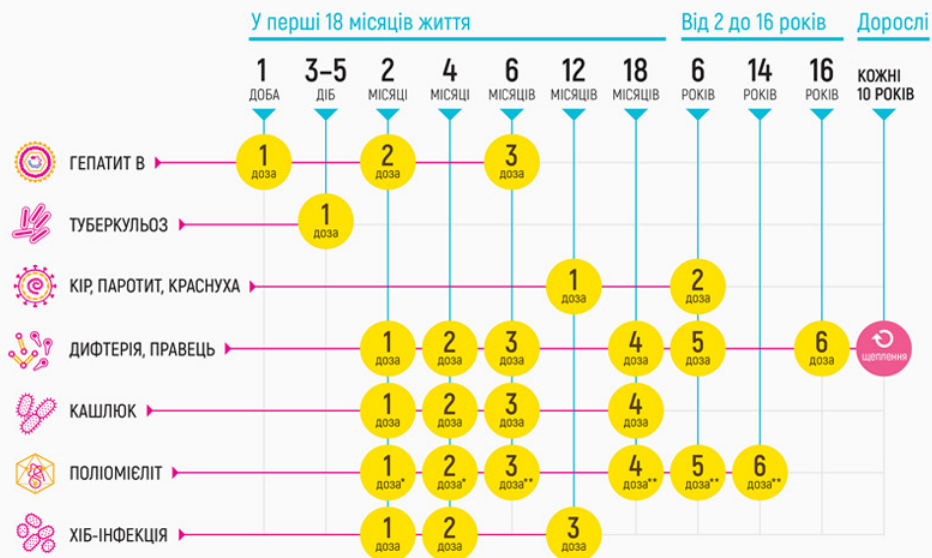 У перші 18 місяців життя Від 2 до 16 років Дорослі
1 3–5 2 4 6 12 18 6 14 16 КОЖНІ
ДОБА ДІБ МІСЯЦІ МІСЯЦІ МІСЯЦІВ МІСЯЦІВ МІСЯЦІВ РОКІВ РОКІВ РОКІВ 10 РОКІВ
ГЕПАТИТ В 1 2 3
доза доза доза
ТУБЕРКУЛЬОЗ 1
доза
КІР, ПАРОТИТ, КРАСНУХА 1 2
доза доза
ДИФТЕРІЯ, ПРАВЕЦЬ 1 2 3 4 5 6
доза доза доза доза доза доза щеплення
КАШЛЮК 1 2 3 4
доза доза доза доза
ПОЛІОМІЄЛІТ 1 2 3 4 5 6
доза* доза* доза** доза** доза** доза**
ХІБ-ІНФЕКЦІЯ 1 2 3
доза доза доза